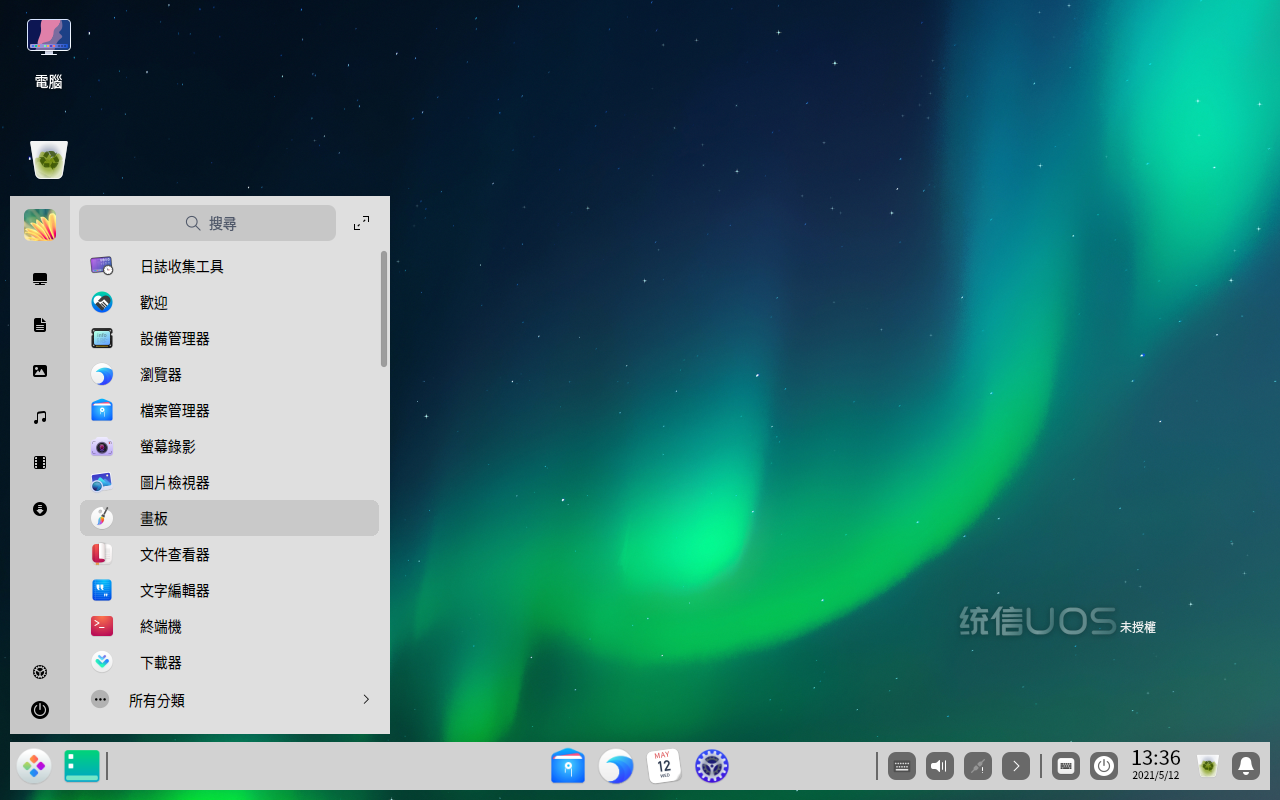 電腦
搜尋
日誌收集工具
歡迎
設備管理器
瀏覽器
檔案管理器
螢幕錄影
圖片檢視器
畫板
文件查看器
文字編輯器
終端機
下載器
所有分類
统信UOS 未授權
MAY
12
WED
13:36
2021/5/12